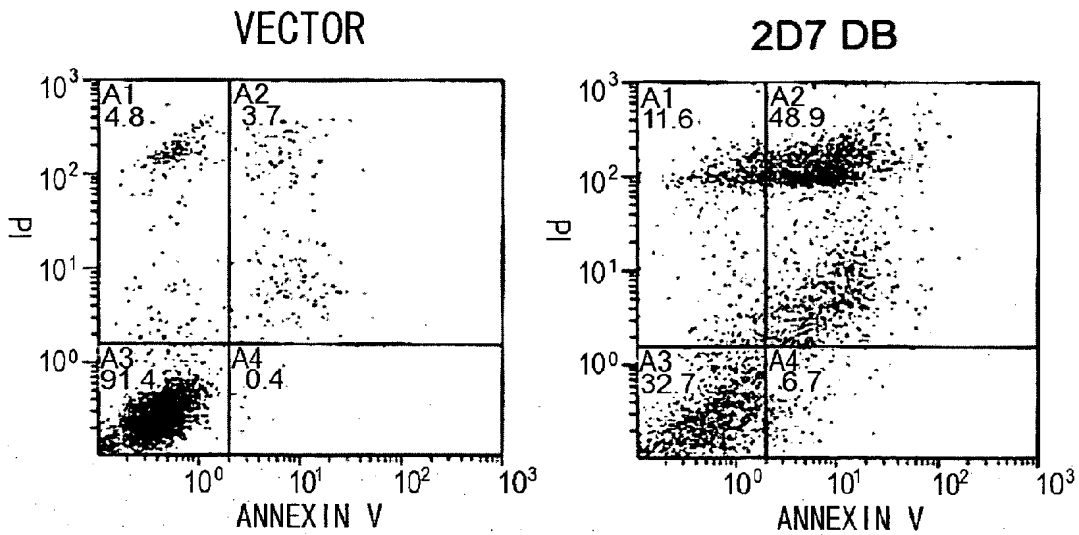 VECTOR
2D7 DB
10³
A1
4.8
A2
3.7
10²
PI
10¹
10⁰
A3
91.4
A4
0.4
10⁰
10¹
10²
10³
ANNEXIN V
10³
A1
11.6
A2
48.9
10²
PI
10¹
10⁰
A3
32.7
A4
6.7
10⁰
10¹
10²
10³
ANNEXIN V